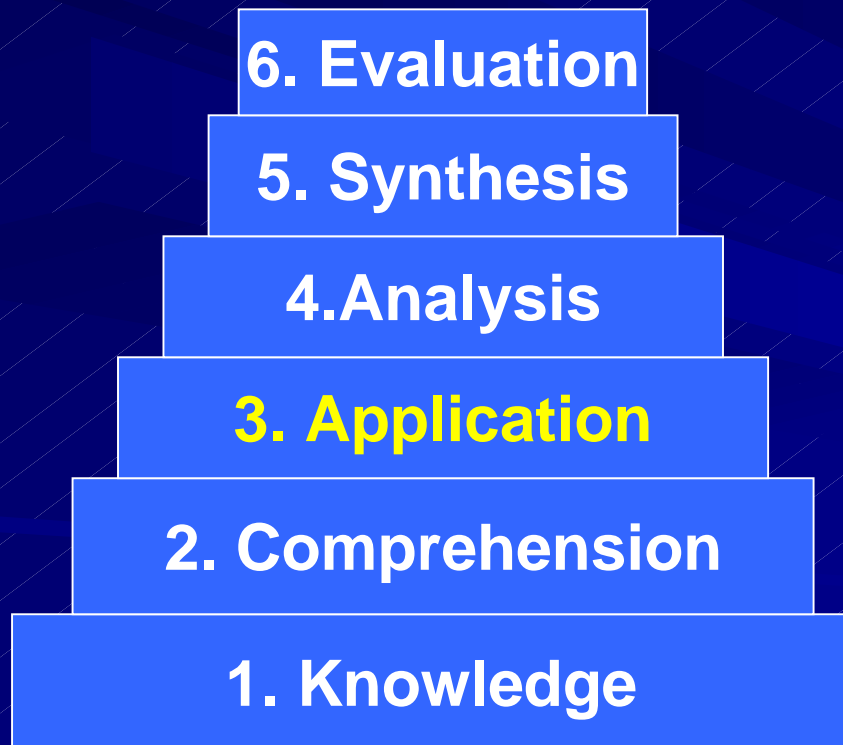 6. Evaluation
5. Synthesis
4.Analysis
3. Application
2. Comprehension
1. Knowledge